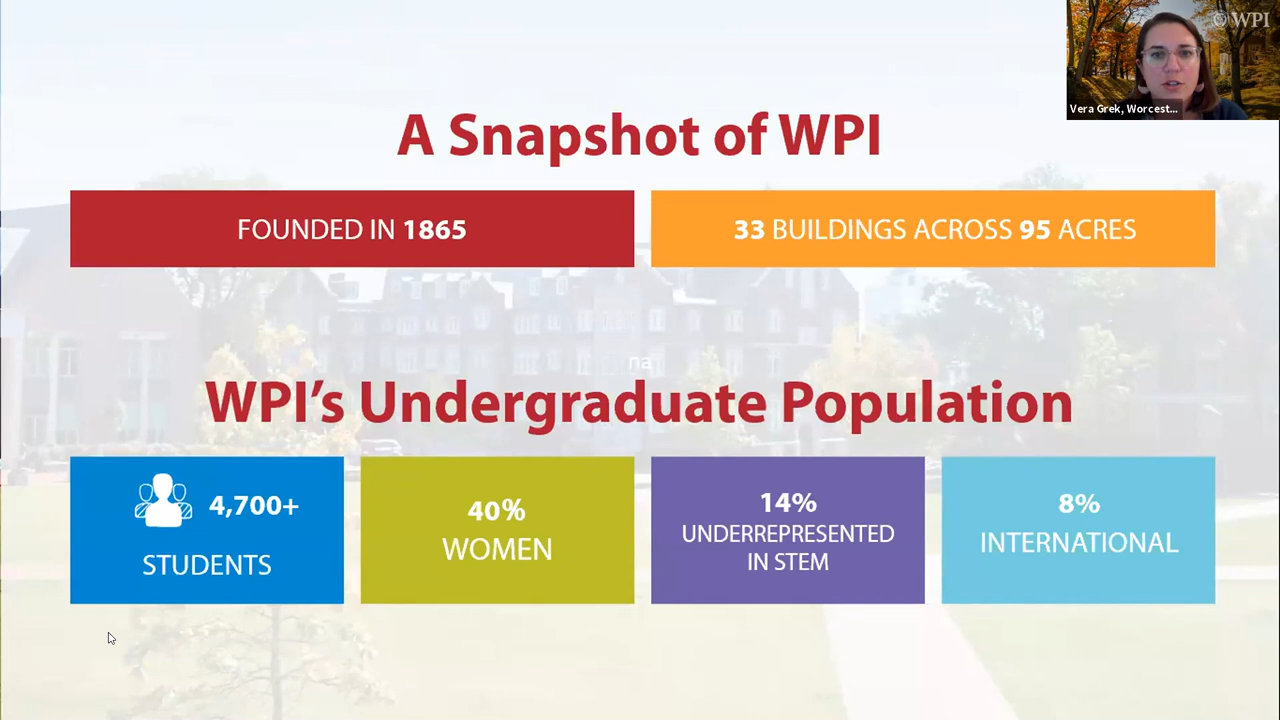 © WPI
Vera Grek, Worcest...
A Snapshot of WPI
FOUNDED IN 1865
33 BUILDINGS ACROSS 95 ACRES
na
WPI's Undergraduate Population
4,700+
STUDENTS
40%
WOMEN
14%
UNDERREPRESENTED
IN STEM
8%
INTERNATIONAL